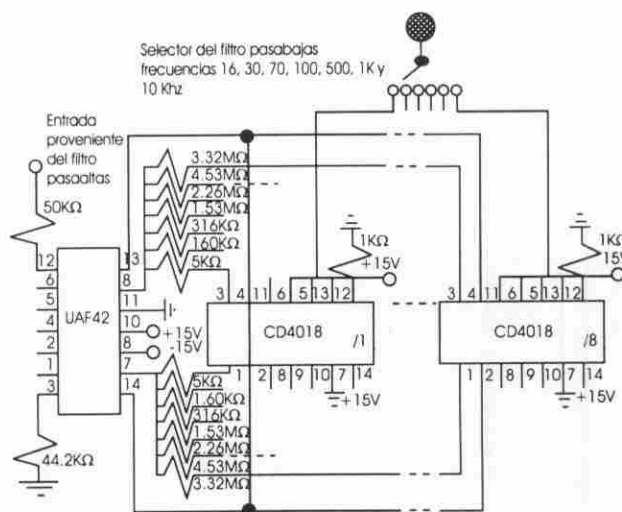 Selector del filtro pasabajas
frecuencias 16, 30, 70, 100, 500, 1K y
10 Khz
Entrada
proveniente
del filtro
pasaaltas
50KΩ
3.32MΩ
4.53MΩ
2.26MΩ
1.53MΩ
316KΩ
160KΩ
5KΩ
12
6
5
4
2
1
3
UAF42
13
8
11
10
8
7
14
+15V
-15V
44.2KΩ
1KΩ
+15V
3 4 11 6 5 13 12
CD4018
/1
1 2 8 9 10 7 14
+15V
1KΩ
15V
3 4 11 6 5 13 12
CD4018
/8
1 2 8 9 10 7 14
+15V
5KΩ
1.60KΩ
316KΩ
1.53MΩ
2.26MΩ
4.53MΩ
3.32MΩ